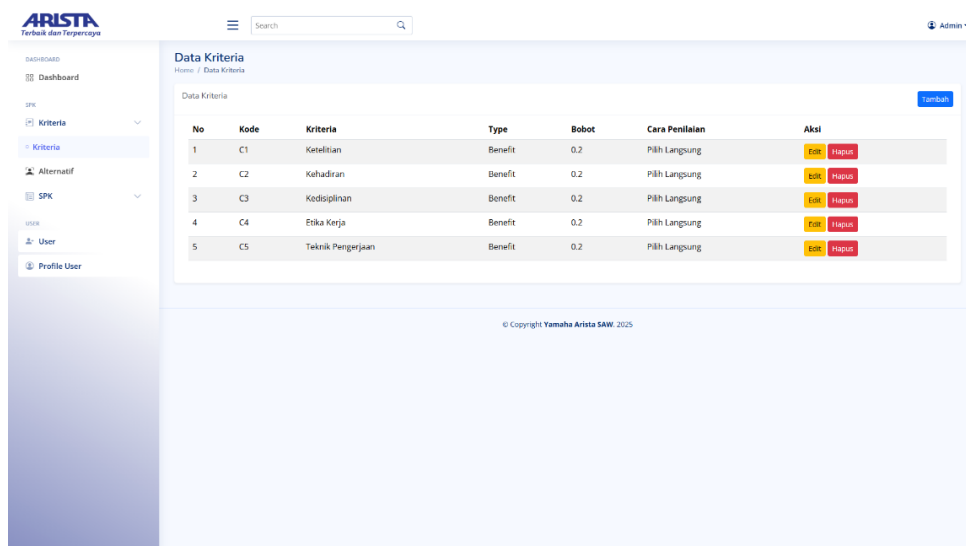 ARISTA
Terbaik dan Terpercaya
Search
Admin
DASHBOARD
Dashboard
SPK
Kriteria
Kriteria
Alternatif
SPK
USER
User
Profile User
Data Kriteria
Home / Data Kriteria
Data Kriteria
Tambah
No Kode Kriteria Type Bobot Cara Penilaian Aksi
1 C1 Ketelitian Benefit 0.2 Pilih Langsung Edit Hapus
2 C2 Kehadiran Benefit 0.2 Pilih Langsung Edit Hapus
3 C3 Kedisiplinan Benefit 0.2 Pilih Langsung Edit Hapus
4 C4 Etika Kerja Benefit 0.2 Pilih Langsung Edit Hapus
5 C5 Teknik Pengerjaan Benefit 0.2 Pilih Langsung Edit Hapus
© Copyright Yamaha Arista SAW. 2025